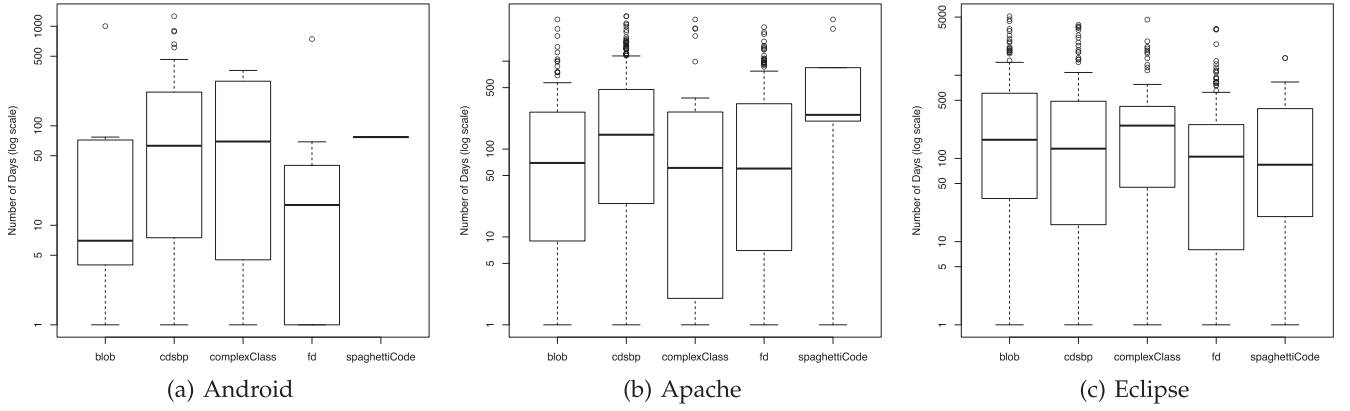 Number of Days (log scale)
1000
500
100
50
10
5
1
blob cdsbp complexClass fd spaghettiCode
(a) Android
Number of Days (log scale)
500
100
50
10
5
1
blob cdsbp complexClass fd spaghettiCode
(b) Apache
Number of Days (log scale)
5000
500
100
50
10
5
1
blob cdsbp complexClass fd spaghettiCode
(c) Eclipse